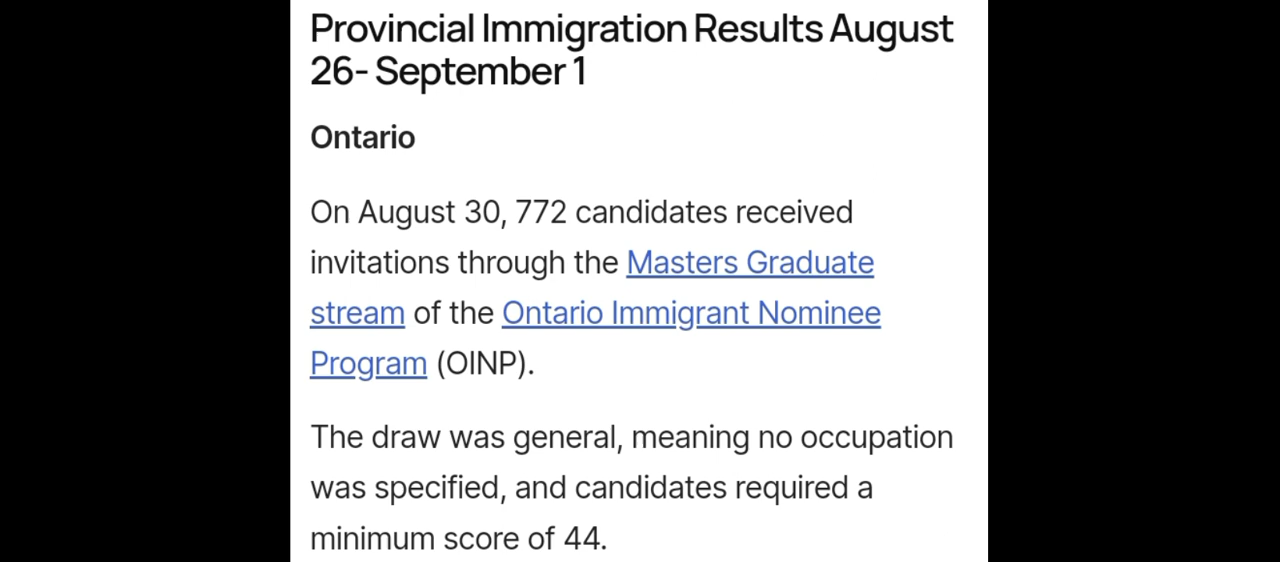 Provincial Immigration Results August
26- September 1
Ontario
On August 30, 772 candidates received
invitations through the Masters Graduate
stream of the Ontario Immigrant Nominee
Program (OINP).
The draw was general, meaning no occupation
was specified, and candidates required a
minimum score of 44.